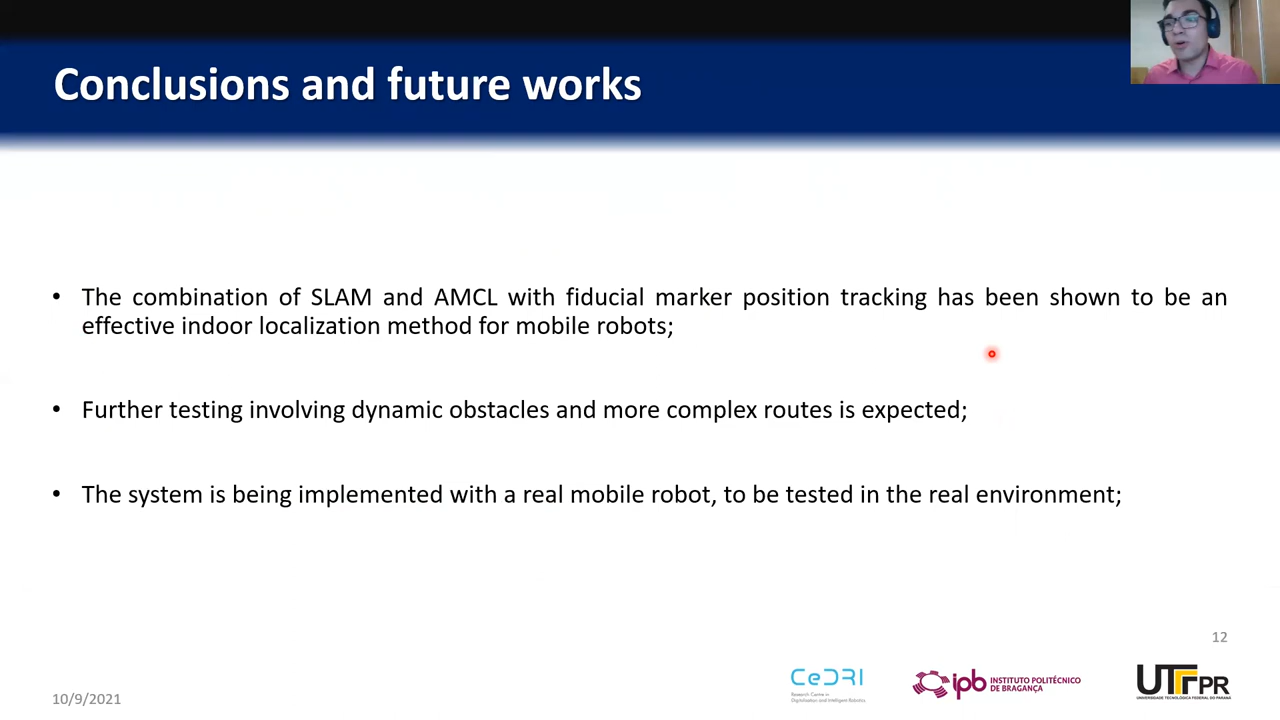 Conclusions and future works
• The combination of SLAM and AMCL with fiducial marker position tracking has been shown to be an
effective indoor localization method for mobile robots;
• Further testing involving dynamic obstacles and more complex routes is expected;
• The system is being implemented with a real mobile robot, to be tested in the real environment;
12
10/9/2021
CeDRI
Research Centre in
Digitalization and Intelligent Robotics
ipb INSTITUTO POLITÉCNICO
DE BRAGANÇA
UTFPR
UNIVERSIDADE TECNOLÓGICA FEDERAL DO PARANÁ